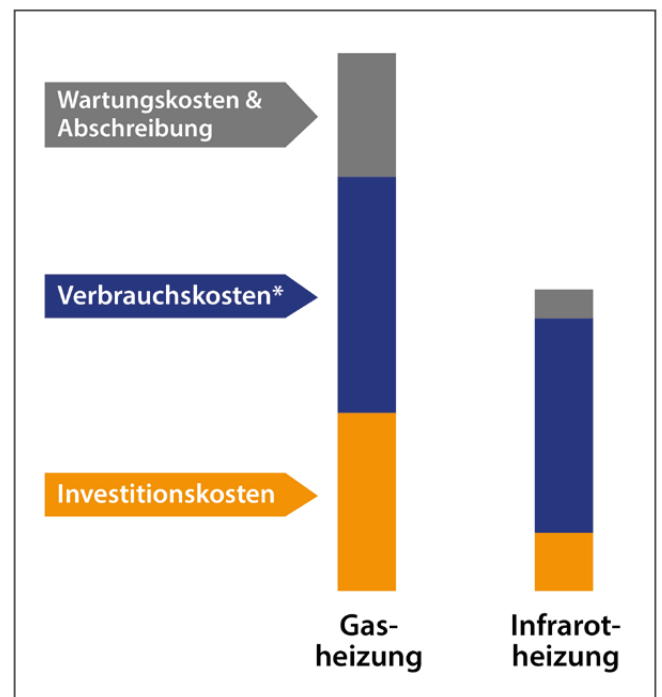 Wartungskosten &
Abschreibung
Verbrauchskosten*
Investitionskosten
Gas-
heizung
Infrarot-
heizung